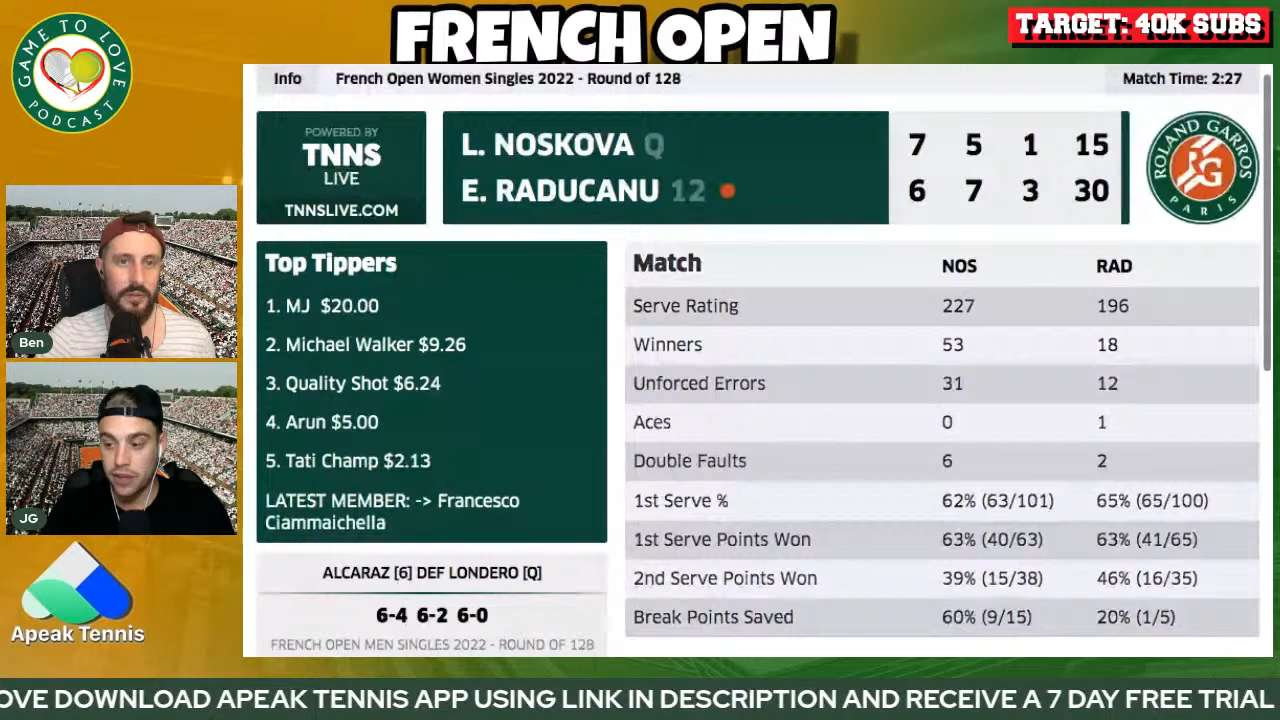 FRENCH OPEN
TARGET: 40K SUBS
GAME TO LOVE
PODCAST
Info French Open Women Singles 2022 - Round of 128 Match Time: 2:27
POWERED BY
TNNS
LIVE
TNNSLIVE.COM
L. NOSKOVA Q 7 5 1 15
E. RADUCANU 12 6 7 3 30
ROLAND GARROS
PARIS
Top Tippers
1. MJ $20.00
2. Michael Walker $9.26
3. Quality Shot $6.24
4. Arun $5.00
5. Tati Champ $2.13
LATEST MEMBER: -> Francesco
Ciammaichella
ALCARAZ [6] DEF LONDERO [Q]
6-4 6-2 6-0
FRENCH OPEN MEN SINGLES 2022 - ROUND OF 128
Match NOS RAD
Serve Rating 227 196
Winners 53 18
Unforced Errors 31 12
Aces 0 1
Double Faults 6 2
1st Serve % 62% (63/101) 65% (65/100)
1st Serve Points Won 63% (40/63) 63% (41/65)
2nd Serve Points Won 39% (15/38) 46% (16/35)
Break Points Saved 60% (9/15) 20% (1/5)
Ben
JG
Apeak Tennis
OVE DOWNLOAD APEAK TENNIS APP USING LINK IN DESCRIPTION AND RECEIVE A 7 DAY FREE TRIAL